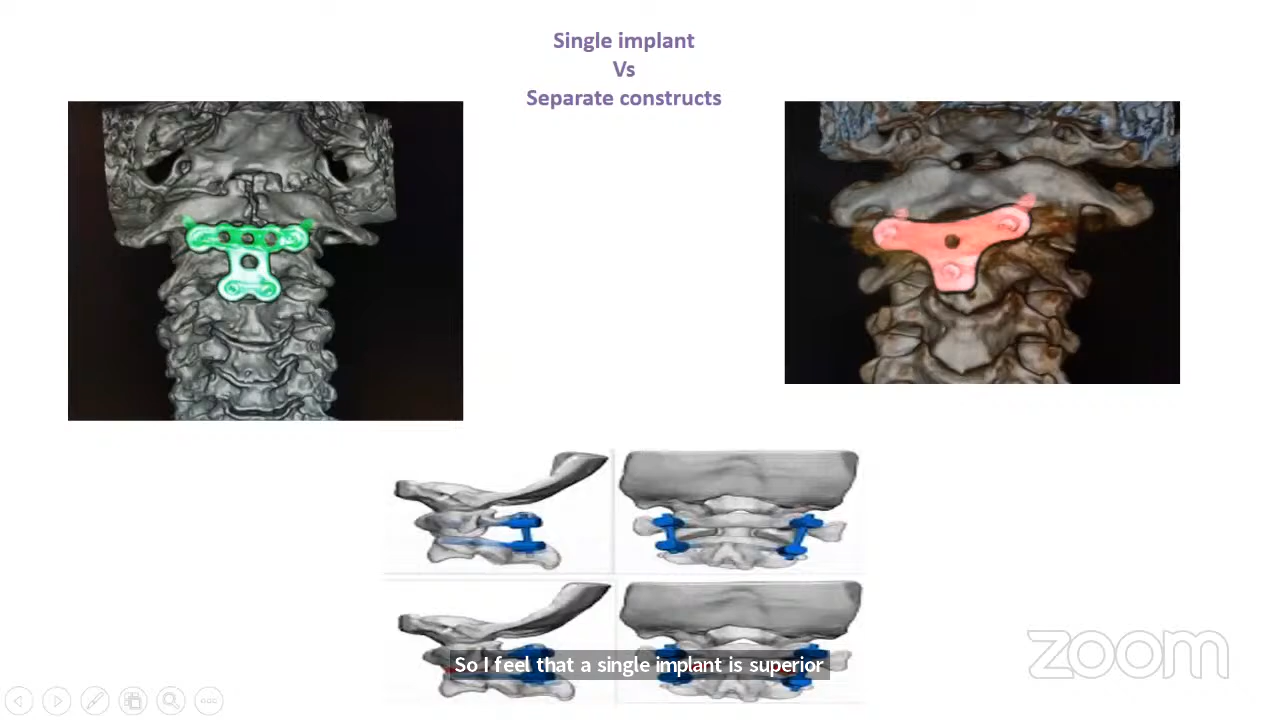 Single implant
Vs
Separate constructs
So I feel that a single implant is superior
zoom